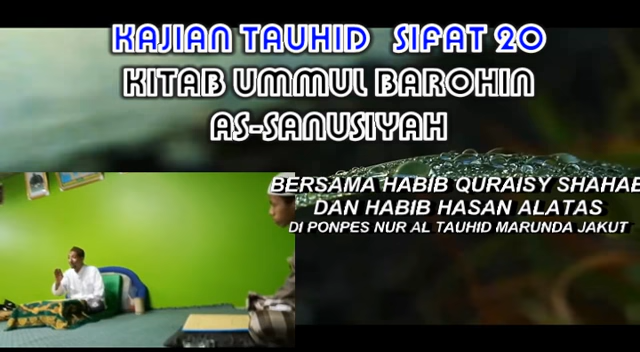 KAJIAN TAUHID SIFAT 20
KITAB UMMUL BAROHIN
AS-SANUSIYAH
BERSAMA HABIB QURAISY SHAHAB
DAN HABIB HASAN ALATAS
DI PONPES NUR AL TAUHID MARUNDA JAKUT